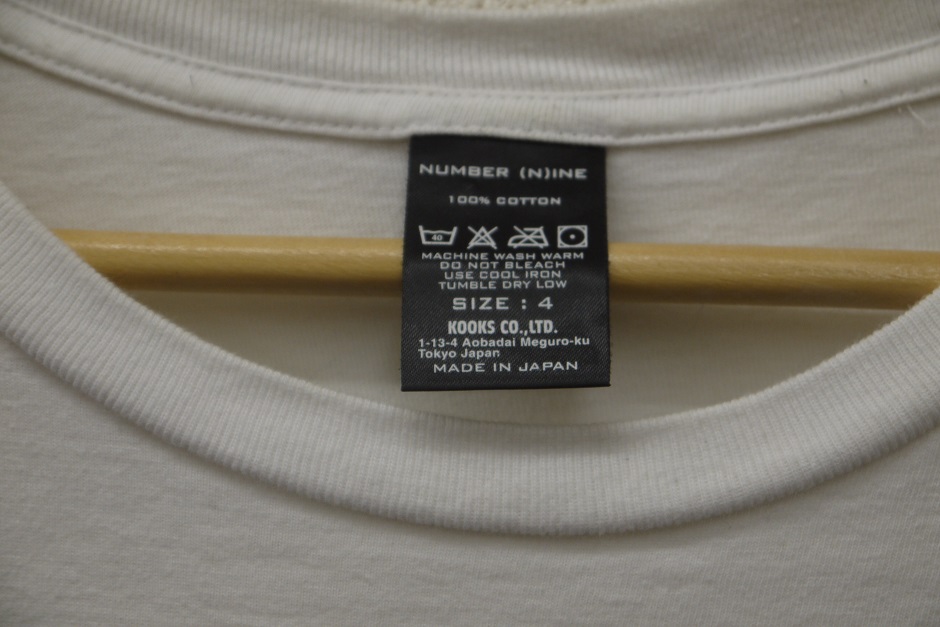 NUMBER (N)INE
100% COTTON
40
MACHINE WASH WARM
DO NOT BLEACH
USE COOL IRON
TUMBLE DRY LOW
SIZE : 4
KOOKS CO.,LTD.
1-13-4 Aobadai Meguro-ku
Tokyo Japan
MADE IN JAPAN